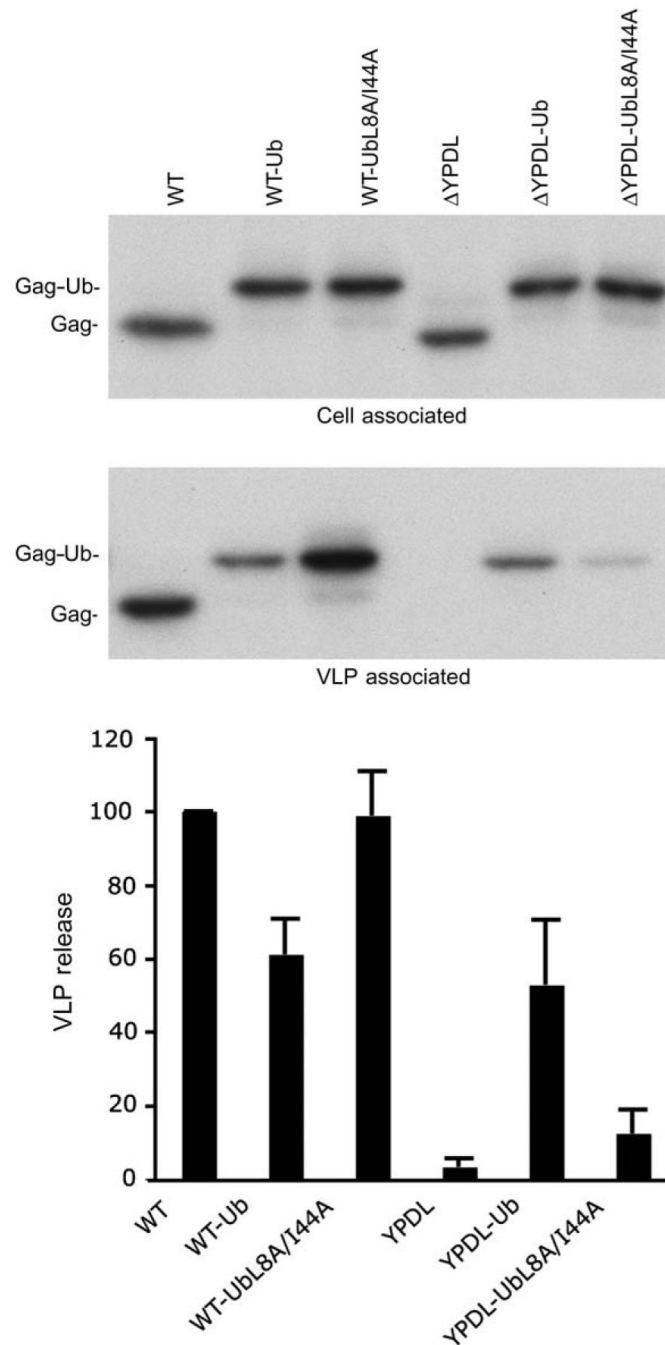 WT
WT-Ub
WT-UbL8A/I44A
ΔYPDL
ΔYPDL-Ub
ΔYPDL-UbL8A/I44A
Gag-Ub-
Gag-
Cell associated
Gag-Ub-
Gag-
VLP associated
120
100
80
60
40
20
0
VLP release
WT
WT-Ub
WT-UbL8A/I44A
YPDL
YPDL-Ub
YPDL-UbL8A/I44A